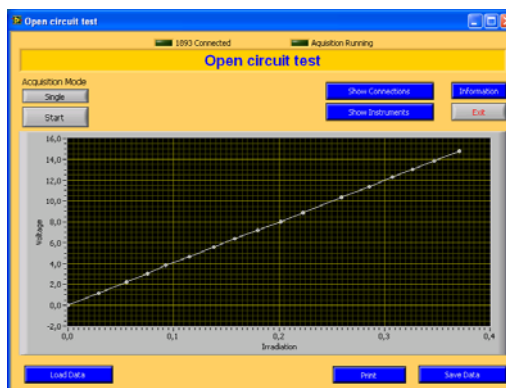 Open circuit test
1893 Connected
Aquisition Running
Open circuit test
Acquisition Mode
Single
Start
Show Connections
Information
Show Instruments
Exit
16,0
14,0
12,0
10,0
8,0
6,0
4,0
2,0
0,0
-2,0
Voltage
0,0
0,1
0,2
0,3
0,4
Irradiation
Load Data
Print
Save Data